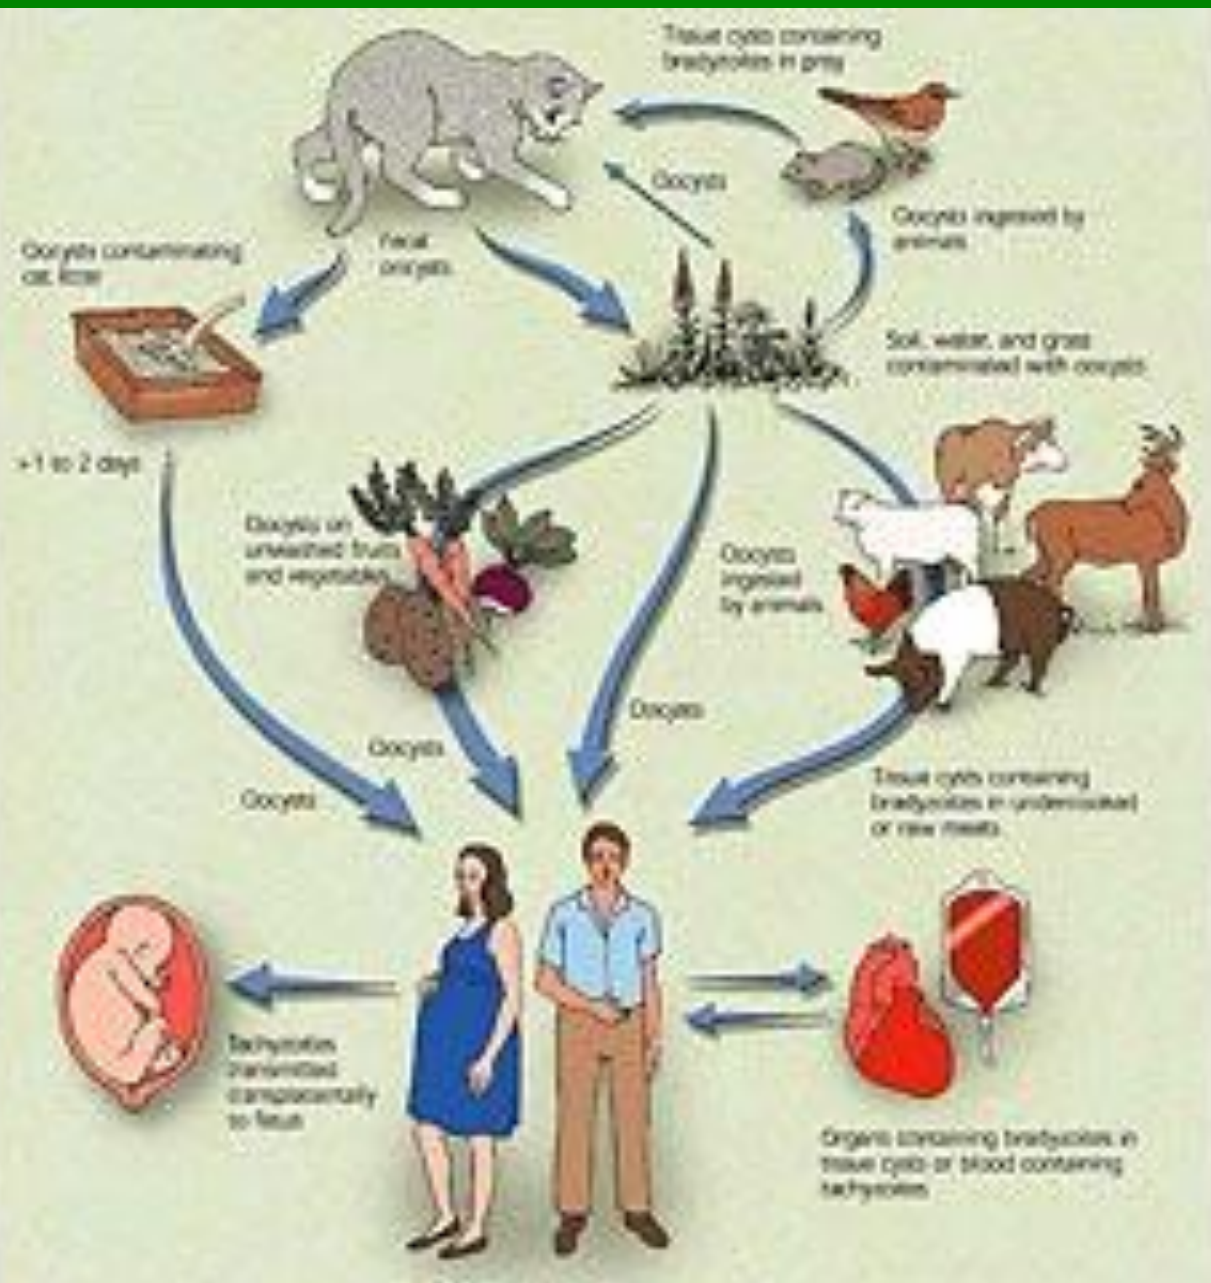 Tissue cysts containing
bradyzoites in prey
Oocysts
Oocysts ingested by
animals
Oocysts contaminating
cat litter
Fecal
oocysts
Soil, water, and grass
contaminated with oocysts
+1 to 2 days
Oocysts on
unwashed fruits
and vegetables
Oocysts
ingested
by animals
Oocysts
Oocysts
Oocysts
Tissue cysts containing
bradyzoites in undercooked
or raw meats
Tachyzoites
transmitted
transplacentally
to fetus
Organs containing bradyzoites in
tissue cysts or blood containing
tachyzoites